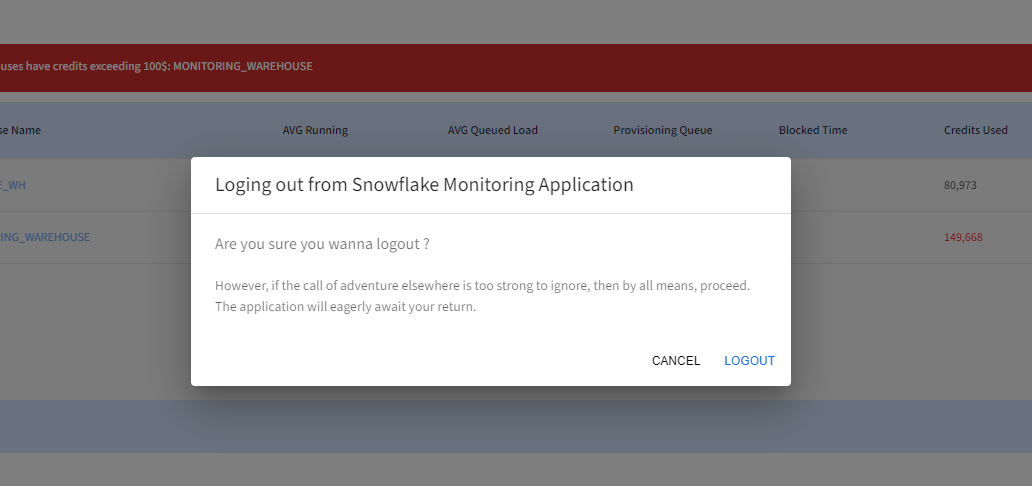 uses have credits exceeding 100$: MONITORING_WAREHOUSE
se Name AVG Running AVG Queued Load Provisioning Queue Blocked Time Credits Used
E_WH 80,973
ING_WAREHOUSE 149,668
Loging out from Snowflake Monitoring Application
Are you sure you wanna logout ?
However, if the call of adventure elsewhere is too strong to ignore, then by all means, proceed.
The application will eagerly await your return.
CANCEL LOGOUT